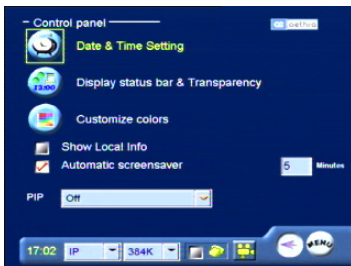 Control panel
aethra
Date & Time Setting
13:00
Display status bar & Transparency
Customize colors
Show Local Info
Automatic screensaver
5 Minutes
PIP Off
17:02 IP 384K MENU